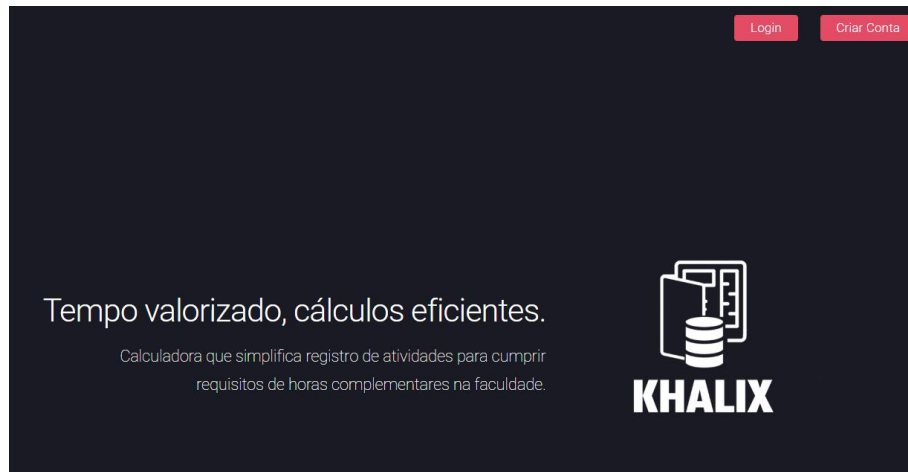 Login
Criar Conta
Tempo valorizado, cálculos eficientes.
Calculadora que simplifica registro de atividades para cumprir
requisitos de horas complementares na faculdade.
KHALIX